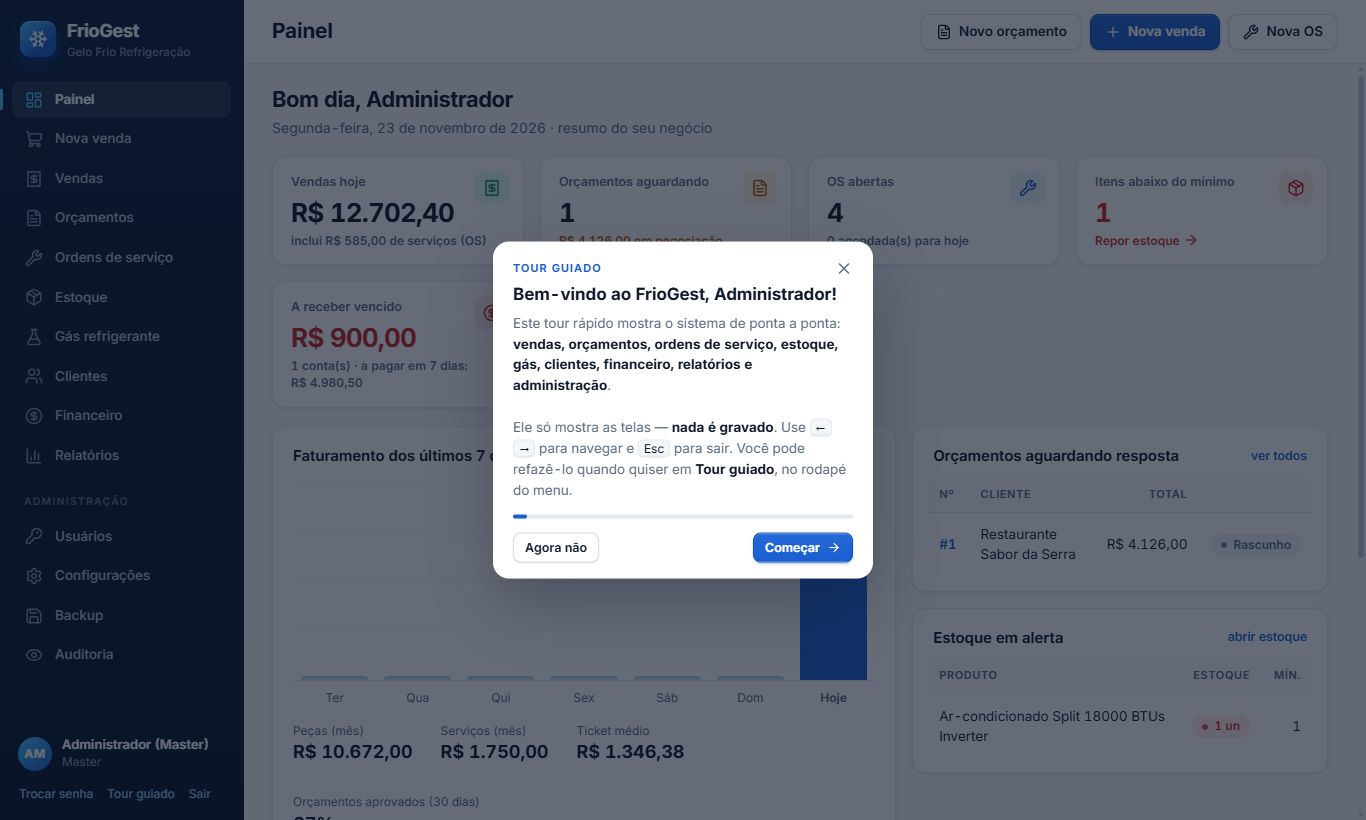 FrioGest
Gelo Frio Refrigeração
Painel
Nova venda
Vendas
Orçamentos
Ordens de serviço
Estoque
Gás refrigerante
Clientes
Financeiro
Relatórios
ADMINISTRAÇÃO
Usuários
Configurações
Backup
Auditoria
AM
Administrador (Master)
Master
Trocar senha
Tour guiado
Sair
Painel
Novo orçamento
Nova venda
Nova OS
Bom dia, Administrador
Segunda-feira, 23 de novembro de 2026 · resumo do seu negócio
Vendas hoje
R$ 12.702,40
inclui R$ 585,00 de serviços (OS)
Orçamentos aguardando
1
R$ 4.126,00 em negociação
OS abertas
4
0 agendada(s) para hoje
Itens abaixo do mínimo
1
Repor estoque →
A receber vencido
R$ 900,00
1 conta(s) · a pagar em 7 dias:
R$ 4.980,50
TOUR GUIADO
Bem-vindo ao FrioGest, Administrador!
Este tour rápido mostra o sistema de ponta a ponta:
vendas, orçamentos, ordens de serviço, estoque,
gás, clientes, financeiro, relatórios e
administração.
Ele só mostra as telas — nada é gravado. Use ←
→ para navegar e Esc para sair. Você pode
refazê-lo quando quiser em Tour guiado, no rodapé
do menu.
Agora não
Começar →
Faturamento dos últimos 7
Ter
Qua
Qui
Sex
Sáb
Dom
Hoje
Peças (mês)
R$ 10.672,00
Serviços (mês)
R$ 1.750,00
Ticket médio
R$ 1.346,38
Orçamentos aprovados (30 dias)
Orçamentos aguardando resposta
ver todos
Nº
CLIENTE
TOTAL
#1
Restaurante
Sabor da Serra
R$ 4.126,00
Rascunho
Estoque em alerta
abrir estoque
PRODUTO
ESTOQUE
MÍN.
Ar-condicionado Split 18000 BTUs
Inverter
1 un
1